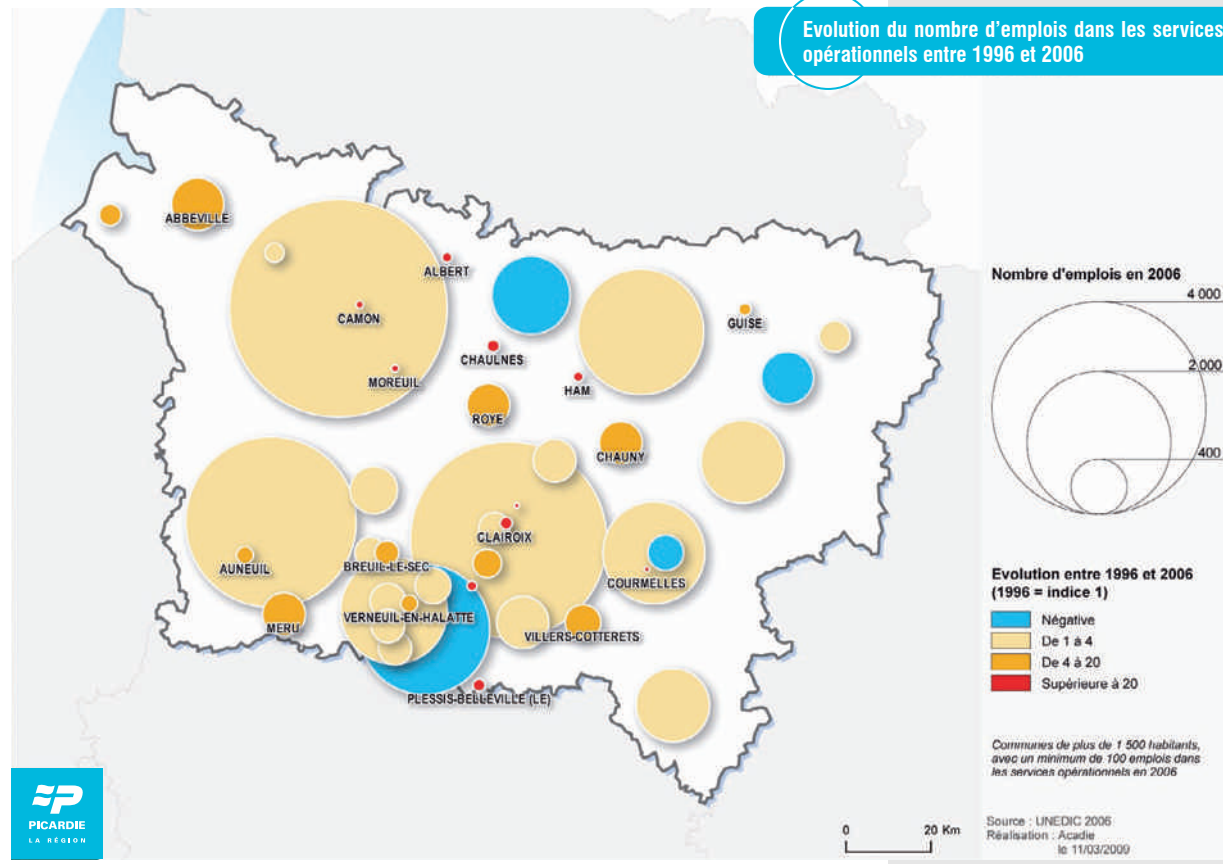 Evolution du nombre d'emplois dans les services
opérationnels entre 1996 et 2006
ABBEVILLE
ALBERT
CAMON
GUISE
CHAULNES
MOREUIL
HAM
ROYE
CHAUNY
CLAIROIX
AUNEUIL
BREUIL-LE-SEC
COURMELLES
VERNEUIL-EN-HALATTE
MERU
VILLERS-COTTERETS
PLESSIS-BELLEVILLE (LE)
Nombre d'emplois en 2006
4 000
2 000
400
Evolution entre 1996 et 2006
(1996 = indice 1)
Négative
De 1 à 4
De 4 à 20
Supérieure à 20
Communes de plus de 1 500 habitants,
avec un minimum de 100 emplois dans
les services opérationnels en 2006
Source : UNEDIC 2006
Réalisation : Acadie
le 11/03/2009
0 20 Km
PICARDIE
LA RÉGION